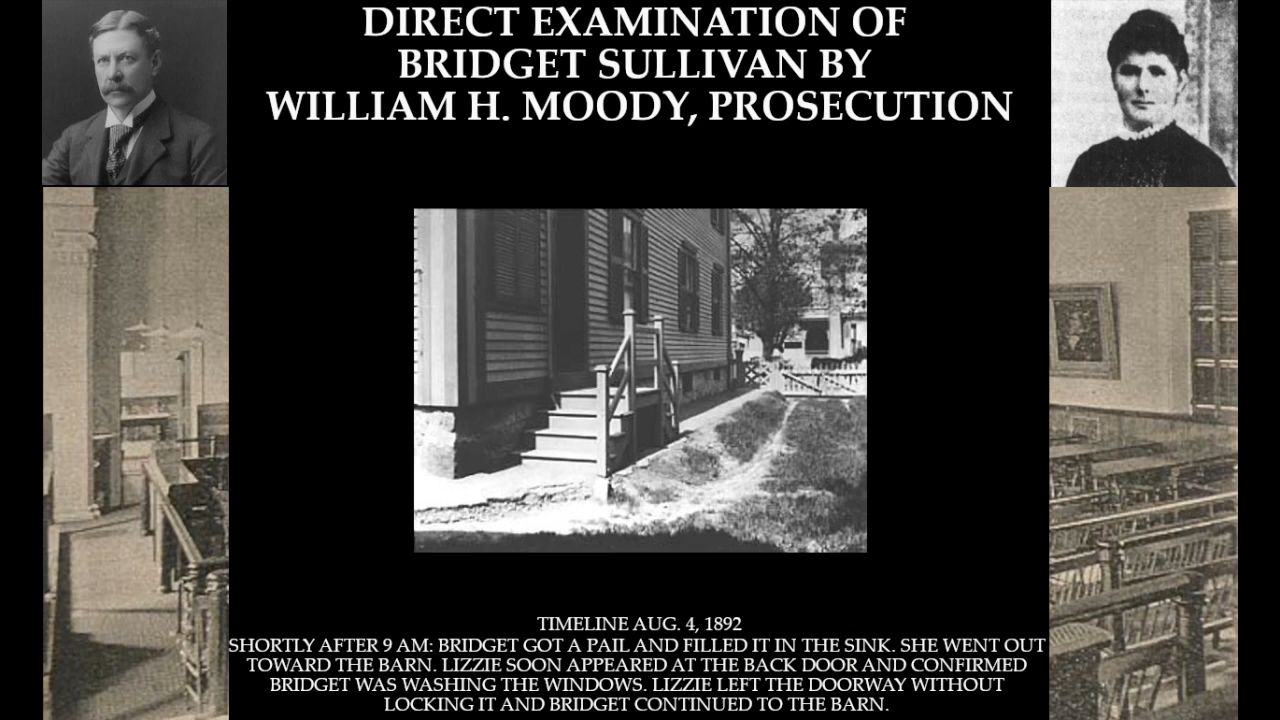 DIRECT EXAMINATION OF
BRIDGET SULLIVAN BY
WILLIAM H. MOODY, PROSECUTION
TIMELINE AUG. 4, 1892
SHORTLY AFTER 9 AM: BRIDGET GOT A PAIL AND FILLED IT IN THE SINK. SHE WENT OUT
TOWARD THE BARN. LIZZIE SOON APPEARED AT THE BACK DOOR AND CONFIRMED
BRIDGET WAS WASHING THE WINDOWS. LIZZIE LEFT THE DOORWAY WITHOUT
LOCKING IT AND BRIDGET CONTINUED TO THE BARN.